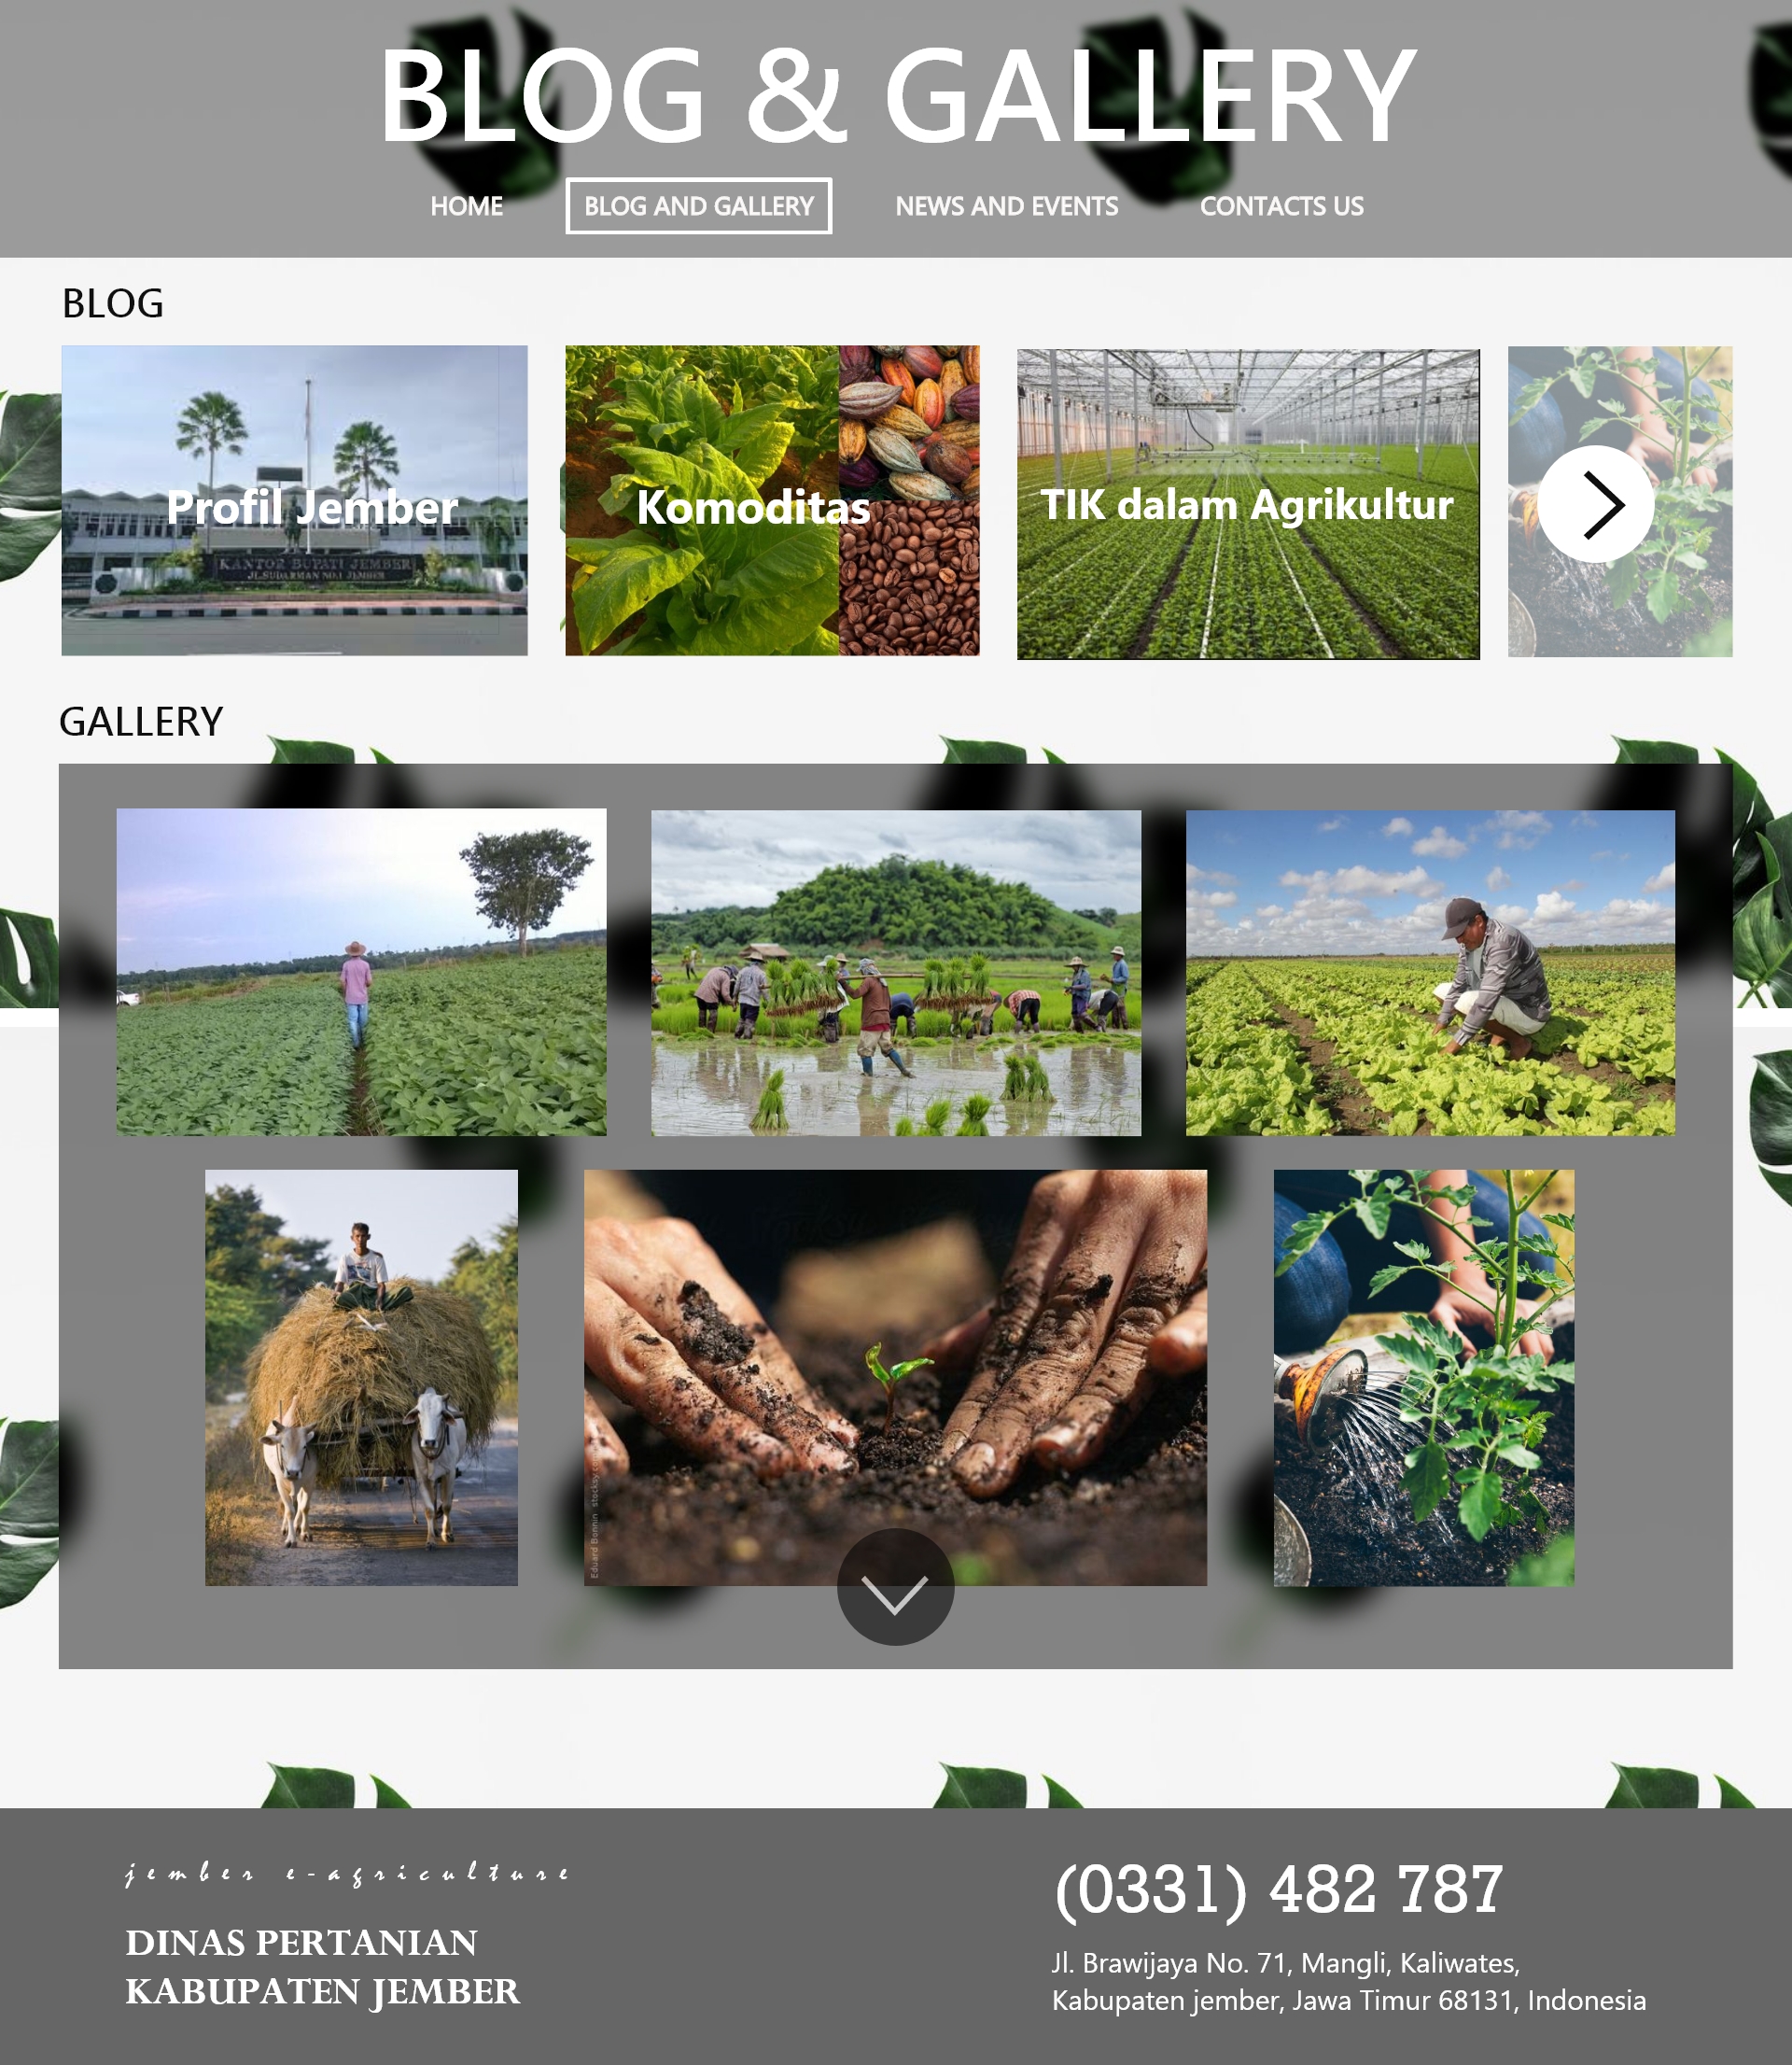 BLOG & GALLERY
HOME
BLOG AND GALLERY
NEWS AND EVENTS
CONTACTS US
BLOG
Profil Jember
KANTOR BUPATI JEMBER
JL.SUDARMAN NO.1 JEMBER
Komoditas
TIK dalam Agrikultur
GALLERY
Eduard Bonnin
jember e-agriculture
DINAS PERTANIAN
KABUPATEN JEMBER
(0331) 482 787
Jl. Brawijaya No. 71, Mangli, Kaliwates,
Kabupaten jember, Jawa Timur 68131, Indonesia